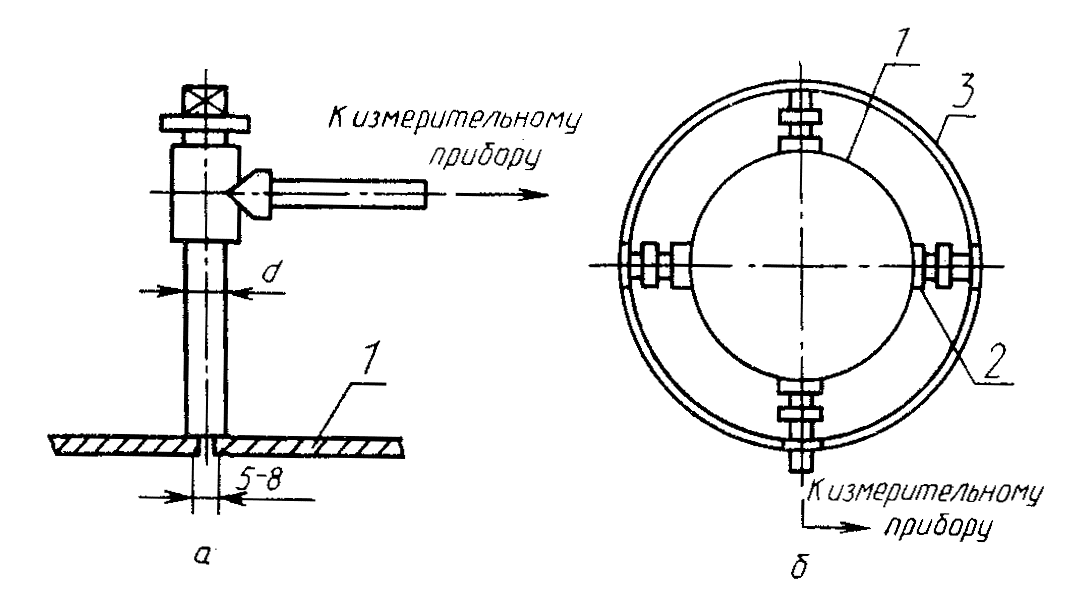 К измерительному
прибору
d
1
5-8
а
1
3
2
К измерительному
прибору
б